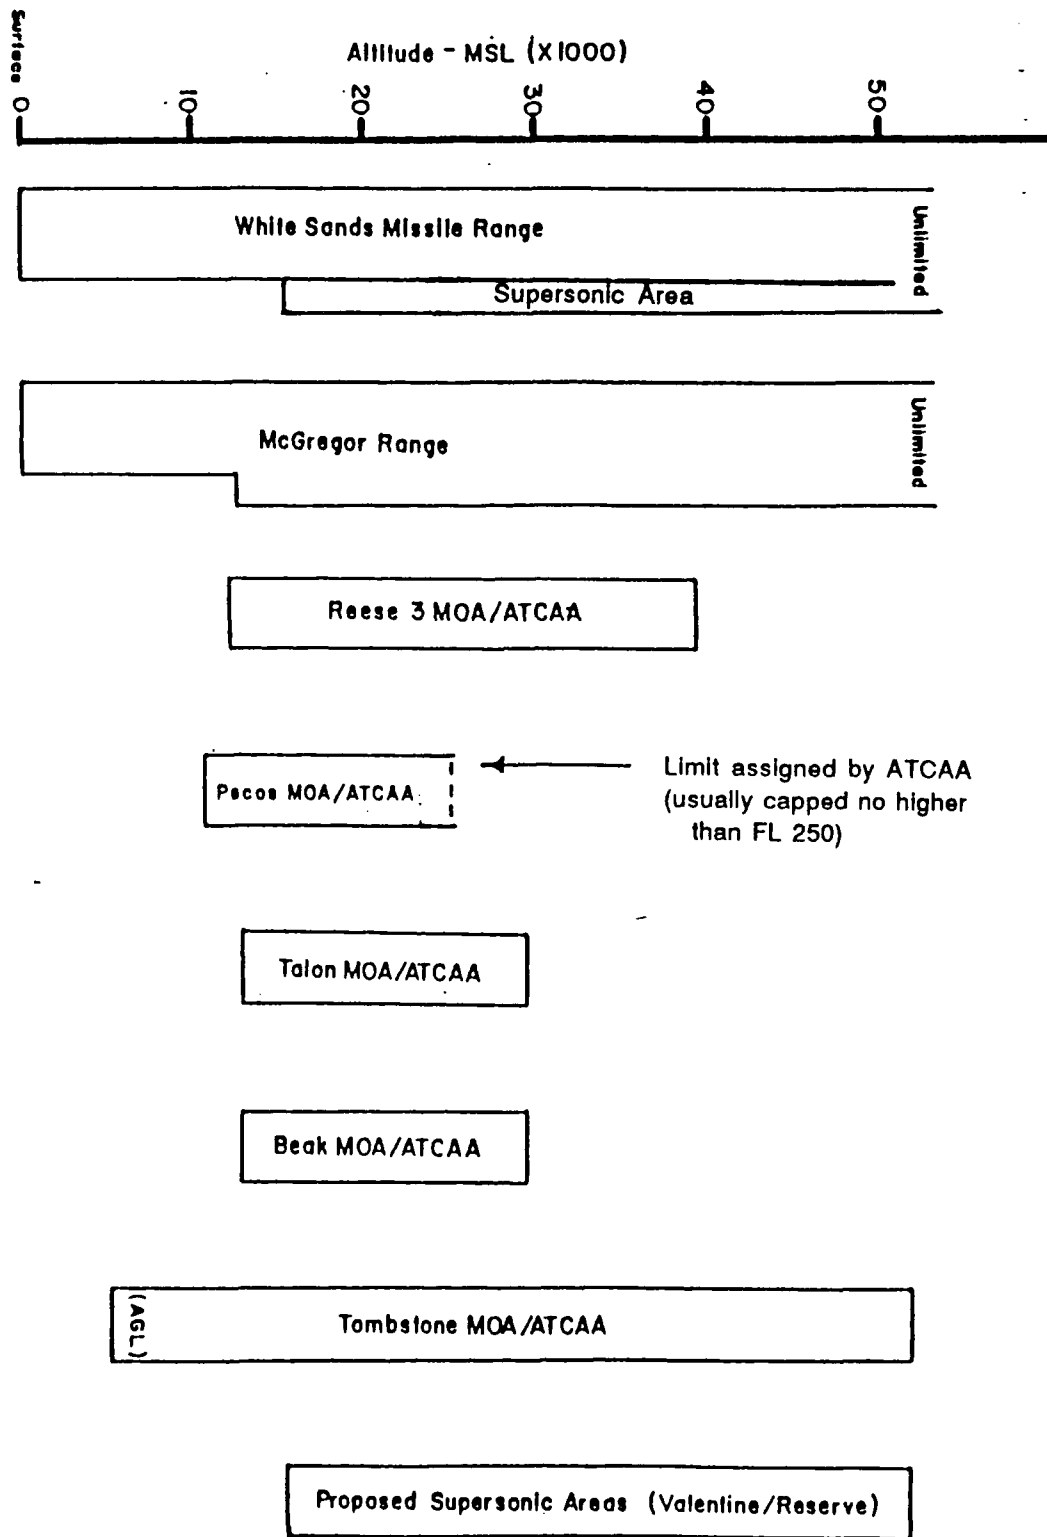 Altitude - MSL (X1000)
Surface 0
10
20
30
40
50
White Sands Missile Range
Unlimited
Supersonic Area
McGregor Range
Unlimited
Reese 3 MOA/ATCAA
Pecos MOA/ATCAA
Limit assigned by ATCAA
(usually capped no higher
than FL 250)
Talon MOA/ATCAA
Beak MOA/ATCAA
(AGL)
Tombstone MOA/ATCAA
Proposed Supersonic Areas (Valentine/Reserve)